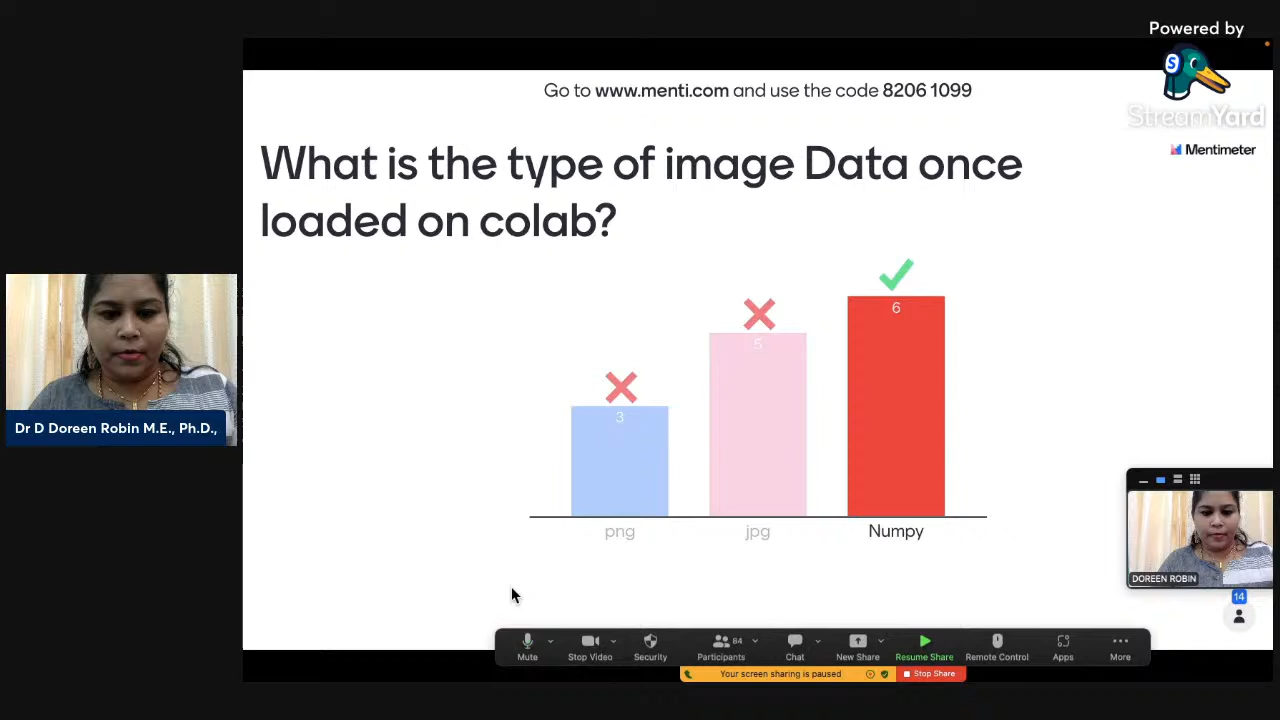 Powered by
StreamYard
Go to www.menti.com and use the code 8206 1099
Mentimeter
What is the type of image Data once
loaded on colab?
3
5
6
png
jpg
Numpy
Dr D Doreen Robin M.E., Ph.D.,
DOREEN ROBIN
14
Mute
Stop Video
Security
84
Participants
Chat
New Share
Resume Share
Remote Control
Apps
More
Your screen sharing is paused
Stop Share